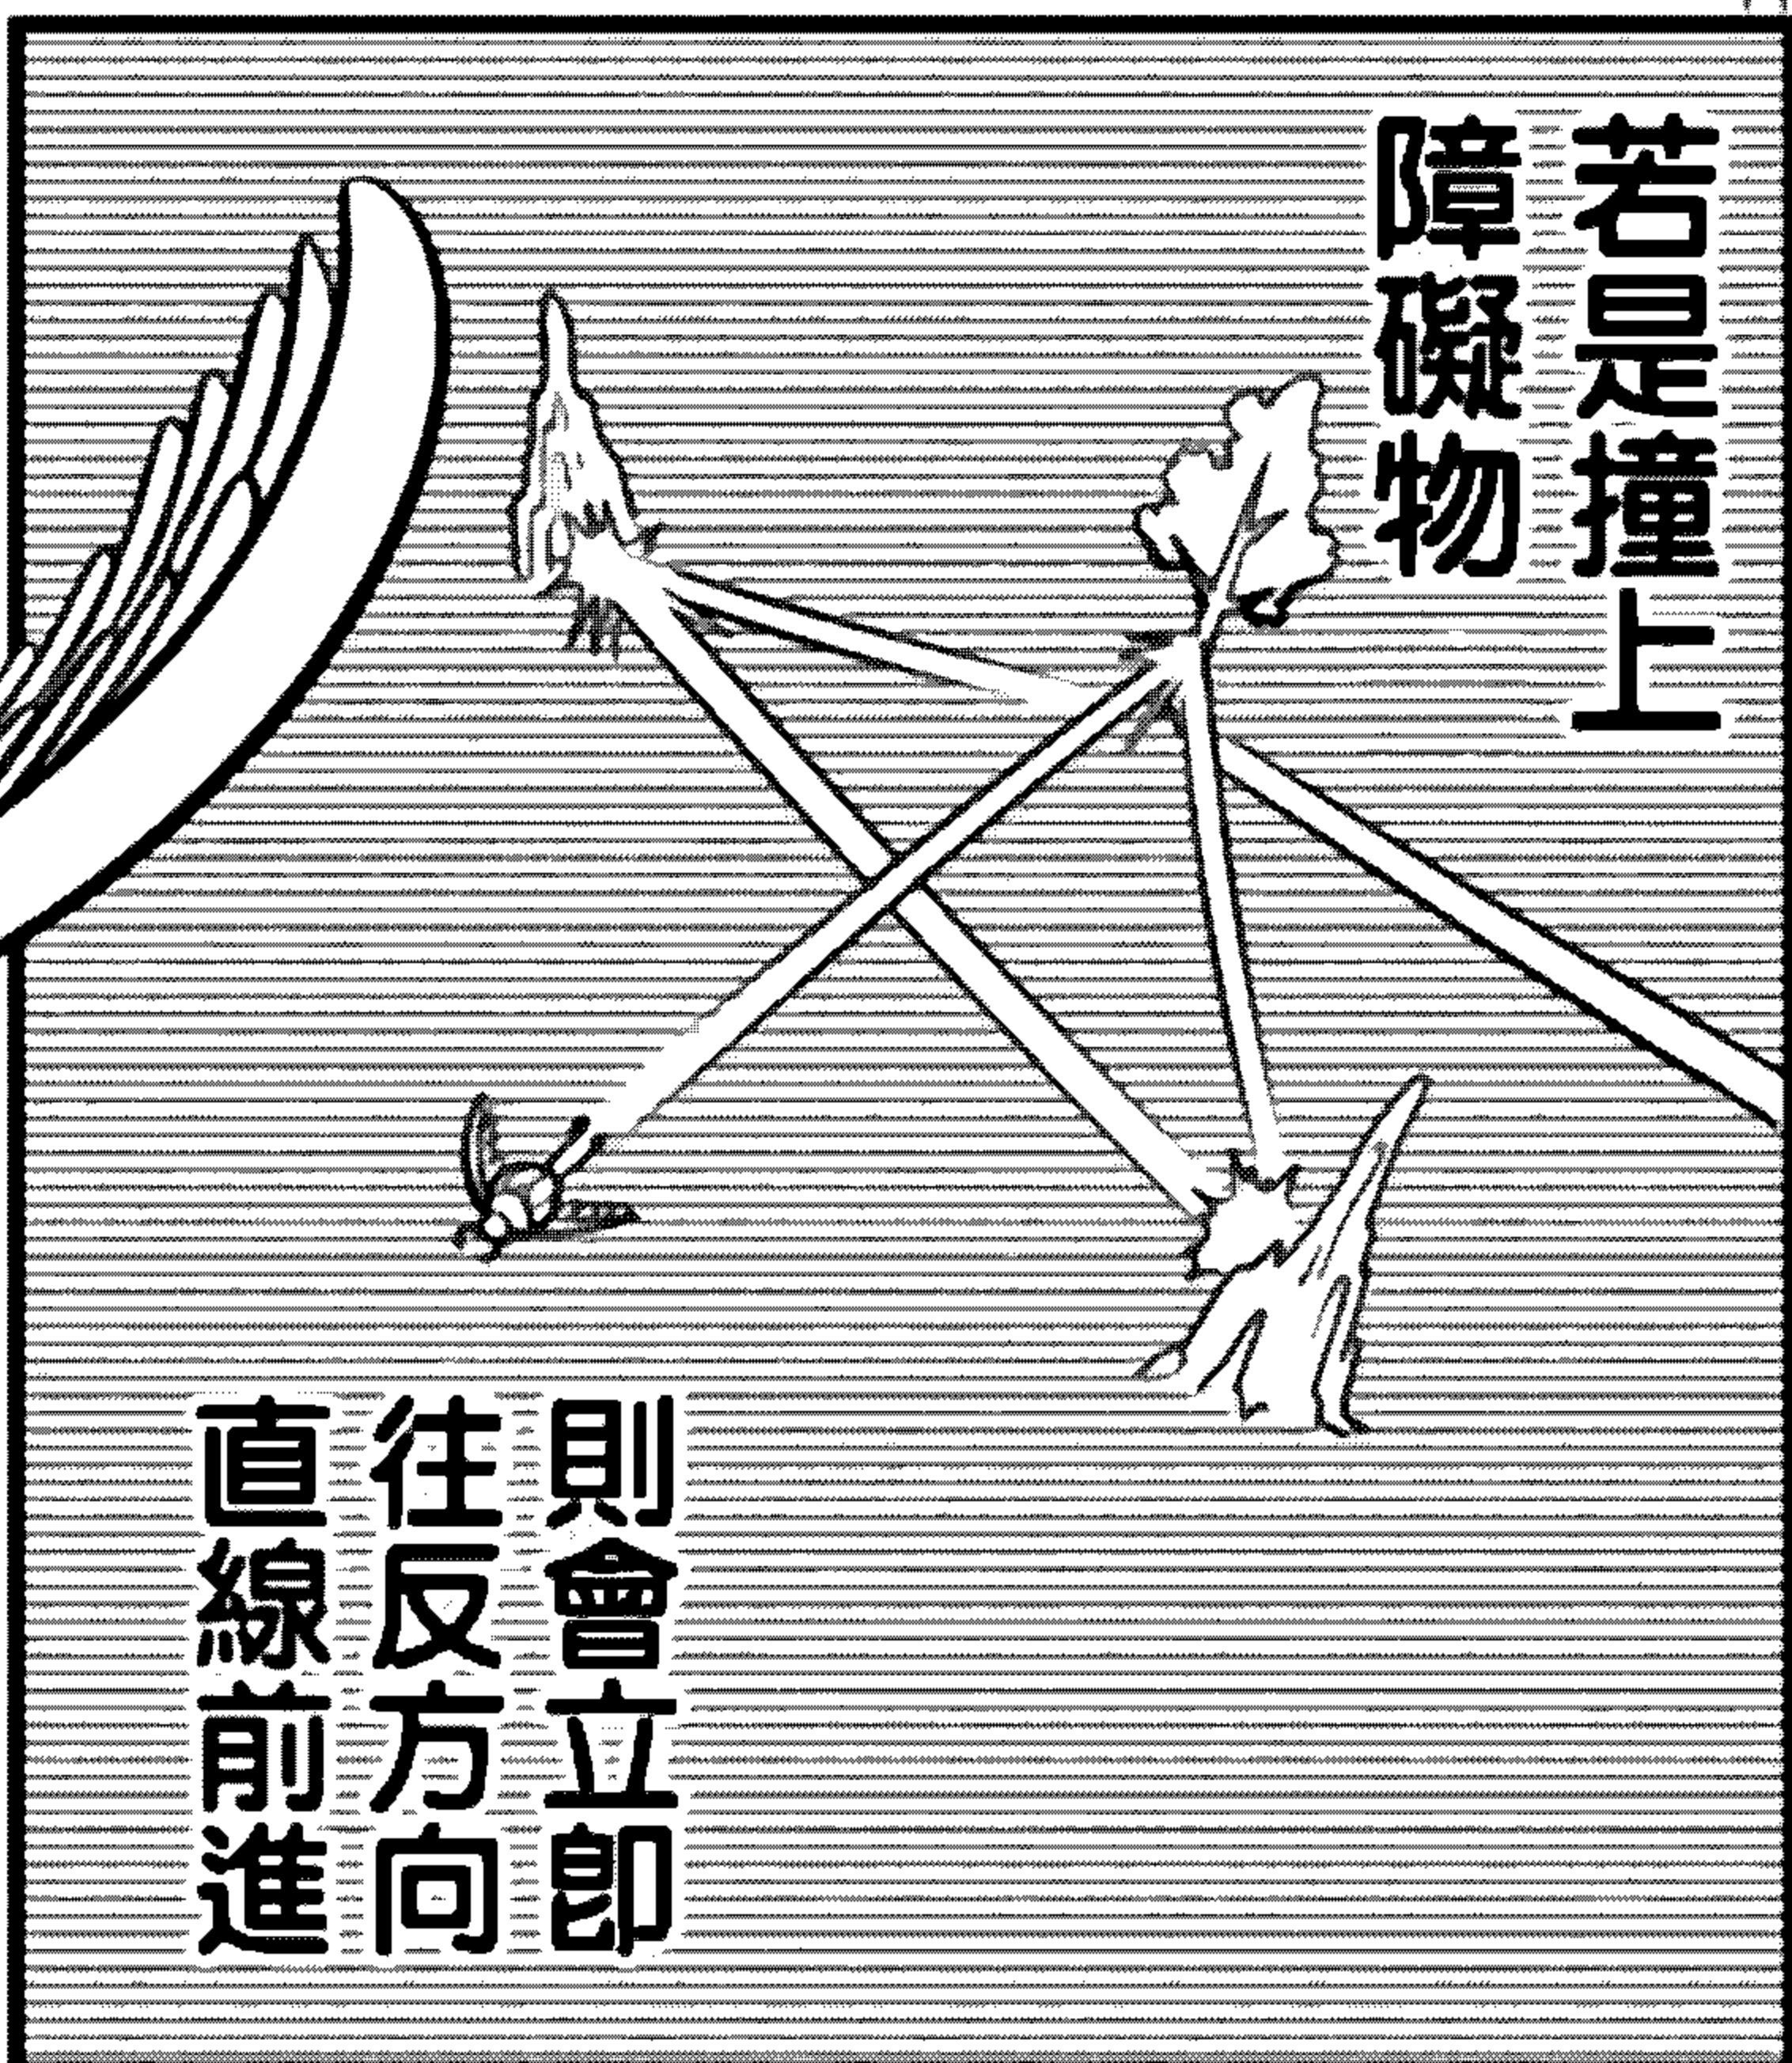 若是撞上
障礙物
則會立即
往反方向
直線前進